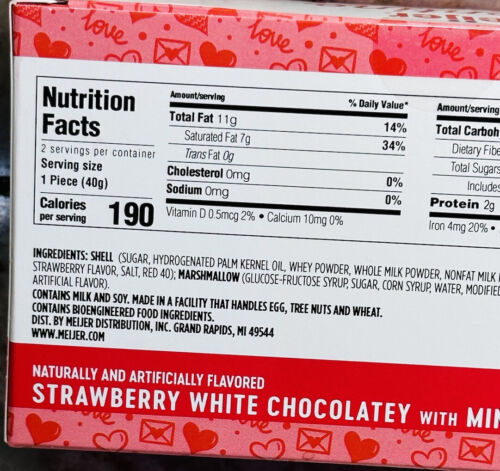 love
love
Nutrition
Facts
2 servings per container
Serving size
1 Piece (40g)
Calories
per serving 190
Amount/serving % Daily Value*
Total Fat 11g 14%
Saturated Fat 7g 34%
Trans Fat 0g
Cholesterol 0mg 0%
Sodium 0mg 0%
Vitamin D 0.5mcg 2% • Calcium 10mg 0%
Amount/serving
Total Carboh
Dietary Fibe
Total Sugars
Includes
Protein 2g
Iron 4mg 20% •
INGREDIENTS: SHELL (SUGAR, HYDROGENATED PALM KERNEL OIL, WHEY POWDER, WHOLE MILK POWDER, NONFAT MILK
STRAWBERRY FLAVOR, SALT, RED 40); MARSHMALLOW (GLUCOSE-FRUCTOSE SYRUP, SUGAR, CORN SYRUP, WATER, MODIFIED
ARTIFICIAL FLAVOR).
CONTAINS MILK AND SOY. MADE IN A FACILITY THAT HANDLES EGG, TREE NUTS AND WHEAT.
CONTAINS BIOENGINEERED FOOD INGREDIENTS.
DIST. BY MEIJER DISTRIBUTION, INC. GRAND RAPIDS, MI 49544
WWW.MEIJER.COM
NATURALLY AND ARTIFICIALLY FLAVORED
STRAWBERRY WHITE CHOCOLATEY WITH MIN
love
love